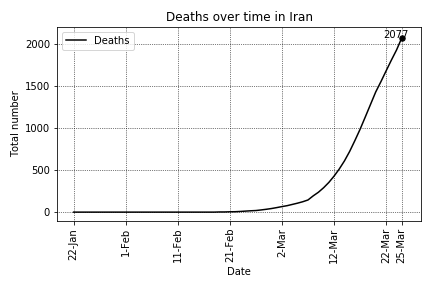 Deaths over time in Iran
2077
Deaths
2000
1500
1000
500
0
Total number
22-Jan
1-Feb
11-Feb
21-Feb
2-Mar
12-Mar
22-Mar
25-Mar
Date